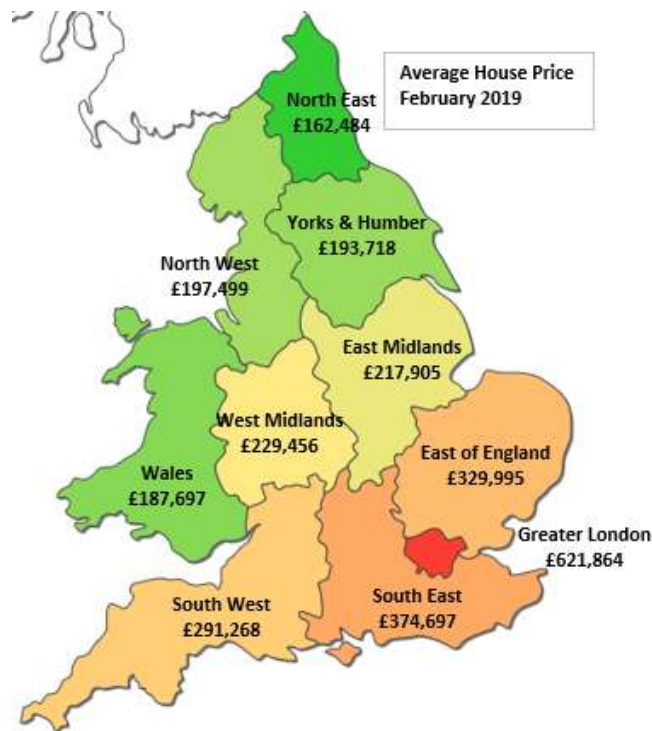 Average House Price
February 2019
North East
£162,484
Yorks & Humber
£193,718
North West
£197,499
East Midlands
£217,905
West Midlands
£229,456
East of England
£329,995
Wales
£187,697
Greater London
£621,864
South East
£374,697
South West
£291,268